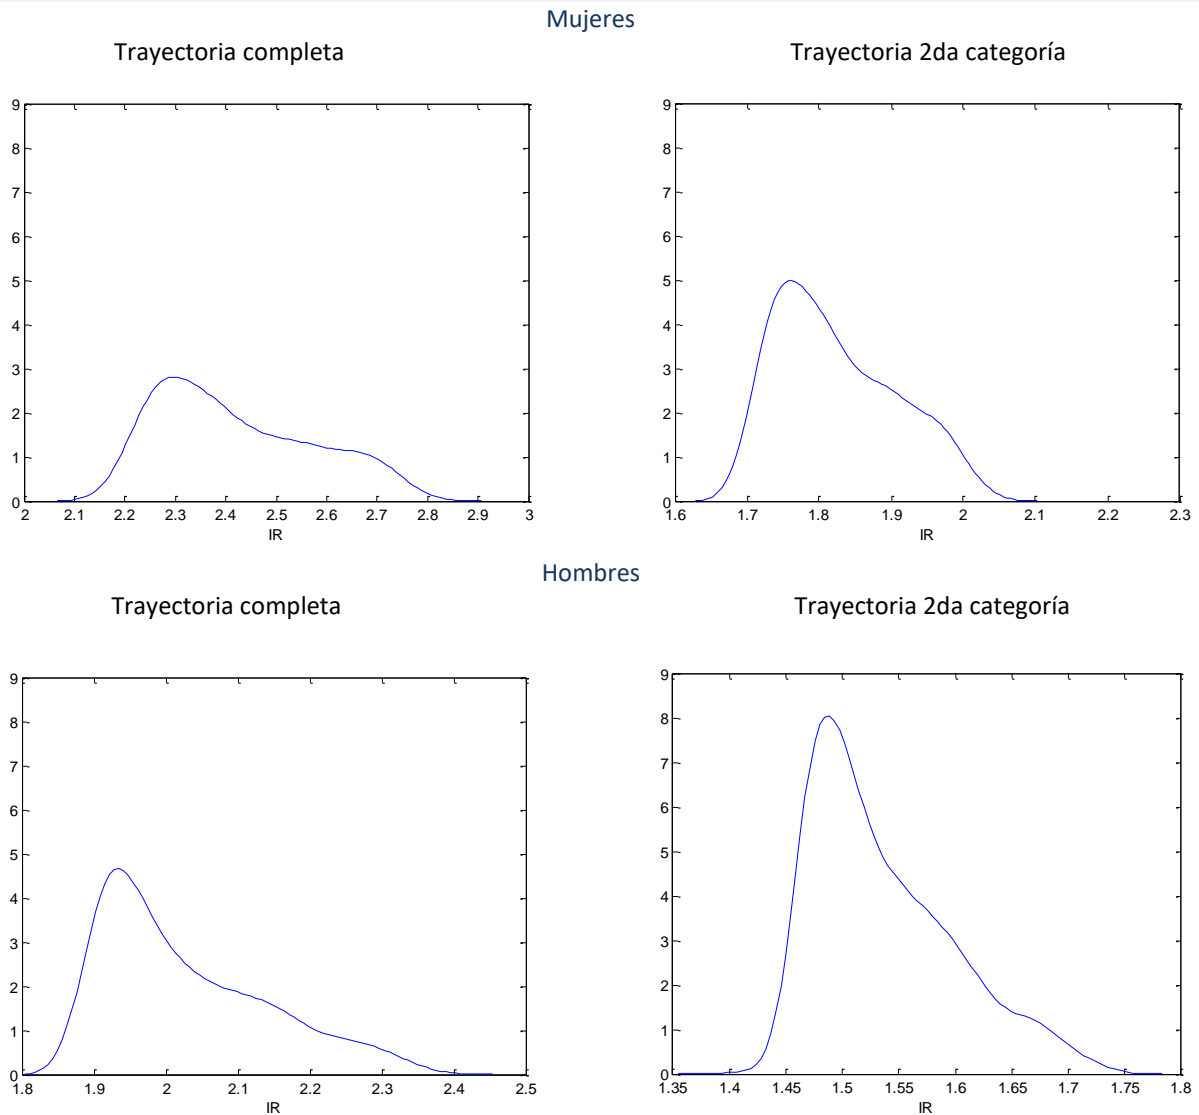 Mujeres
Trayectoria completa
Trayectoria 2da categoría
9
8
7
6
5
4
3
2
1
0
2 2.1 2.2 2.3 2.4 2.5 2.6 2.7 2.8 2.9 3
IR
9
8
7
6
5
4
3
2
1
0
1.6 1.7 1.8 1.9 2 2.1 2.2 2.3
IR
Hombres
Trayectoria completa
Trayectoria 2da categoría
9
8
7
6
5
4
3
2
1
0
1.8 1.9 2 2.1 2.2 2.3 2.4 2.5
IR
9
8
7
6
5
4
3
2
1
0
1.35 1.4 1.45 1.5 1.55 1.6 1.65 1.7 1.75 1.8
IR